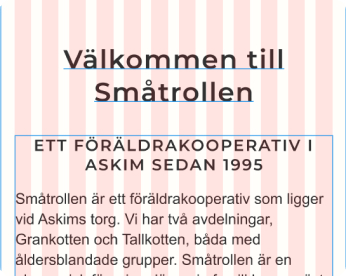 Välkommen till
Småtrollen
ETT FÖRÄLDRAKOOPERATIV I
ASKIM SEDAN 1995
Småtrollen är ett föräldrakooperativ som ligger
vid Askims torg. Vi har två avdelningar,
Grankotten och Tallkotten, båda med
åldersblandade grupper. Småtrollen är en